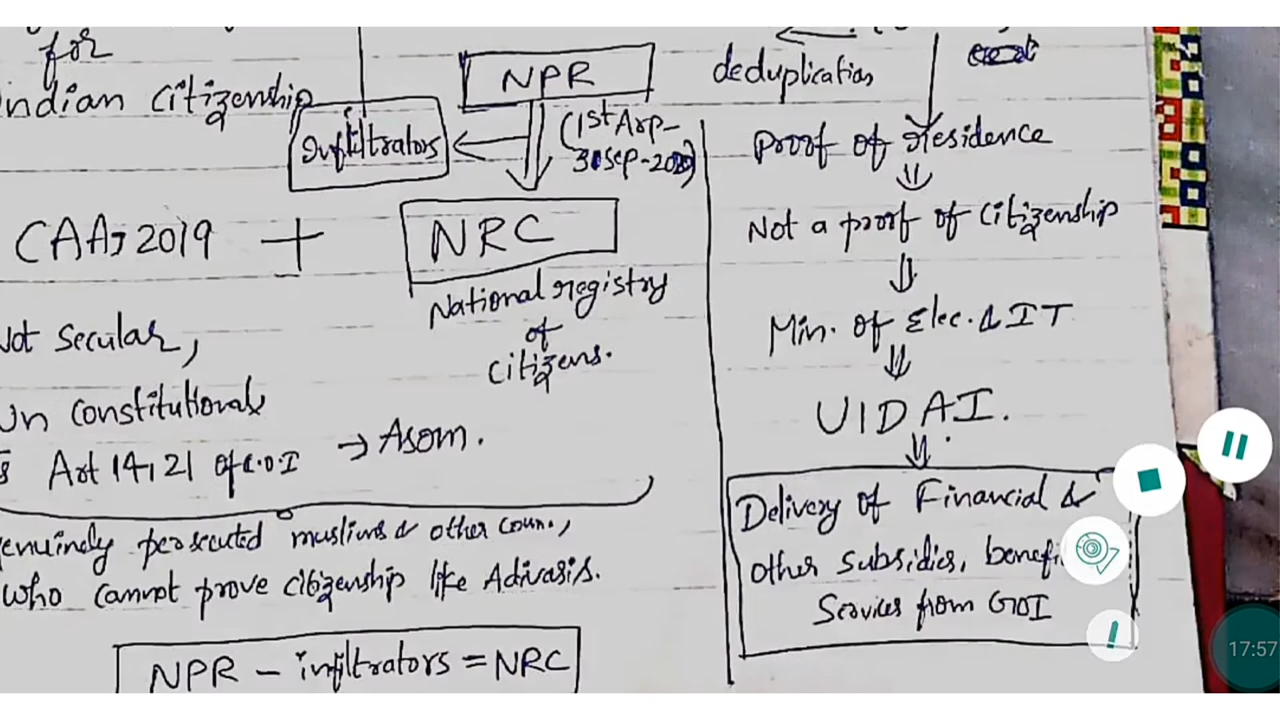 for
Indian citizenship
NPR
Infiltrators
(1st Arp-
30 sep-2020)
CAA, 2019 +
NRC
National registry
of
citizens.
Not secular,
Un constitutional
Art 14, 21 of C.O.I → Asom.
genuinely persecuted muslims & other coun.,
who cannot prove citizenship like Adivasis.
NPR - infiltrators = NRC
deduplication
Proof of residence
Not a proof of citizenship
Min. of Elec. & IT
UIDAI.
Delivery of Financial &
other subsidies,
Services from GOI
17:57